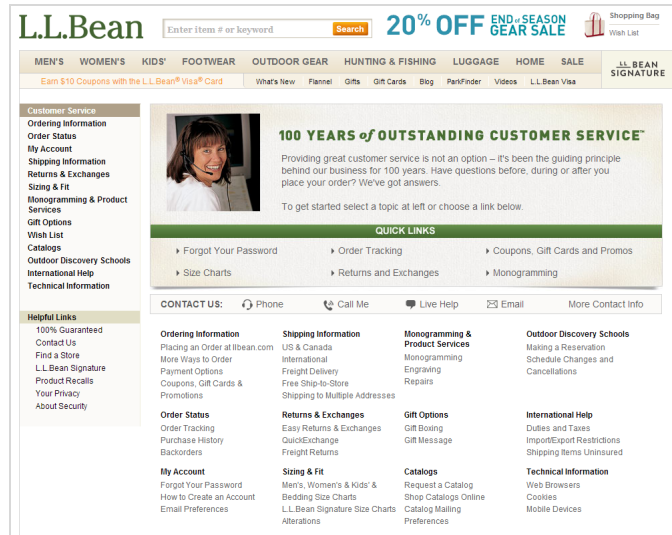 L.L.Bean
Enter item # or keyword
Search
20% OFF END of SEASON GEAR SALE
Shopping Bag
Wish List
MEN'S WOMEN'S KIDS' FOOTWEAR OUTDOOR GEAR HUNTING & FISHING LUGGAGE HOME SALE
L.L.BEAN
SIGNATURE
Earn $10 Coupons with the L.L.Bean® Visa® Card What's New Flannel Gifts Gift Cards Blog ParkFinder Videos L.L.Bean Visa
Customer Service
Ordering Information
Order Status
My Account
Shipping Information
Returns & Exchanges
Sizing & Fit
Monogramming & Product
Services
Gift Options
Wish List
Catalogs
Outdoor Discovery Schools
International Help
Technical Information
Helpful Links
100% Guaranteed
Contact Us
Find a Store
L.L.Bean Signature
Product Recalls
Your Privacy
About Security
100 YEARS of OUTSTANDING CUSTOMER SERVICE™
Providing great customer service is not an option – it's been the guiding principle
behind our business for 100 years. Have questions before, during or after you
place your order? We've got answers.
To get started select a topic at left or choose a link below.
QUICK LINKS
Forgot Your Password Order Tracking Coupons, Gift Cards and Promos
Size Charts Returns and Exchanges Monogramming
CONTACT US: Phone Call Me Live Help Email More Contact Info
Ordering Information
Placing an Order at llbean.com
More Ways to Order
Payment Options
Coupons, Gift Cards &
Promotions
Shipping Information
US & Canada
International
Freight Delivery
Free Ship-to-Store
Shipping to Multiple Addresses
Monogramming &
Product Services
Monogramming
Engraving
Repairs
Outdoor Discovery Schools
Making a Reservation
Schedule Changes and
Cancellations
Order Status
Order Tracking
Purchase History
Backorders
Returns & Exchanges
Easy Returns & Exchanges
QuickExchange
Freight Returns
Gift Options
Gift Boxing
Gift Message
International Help
Duties and Taxes
Import/Export Restrictions
Shipping Items Uninsured
My Account
Forgot Your Password
How to Create an Account
Email Preferences
Sizing & Fit
Men's, Women's & Kids' &
Bedding Size Charts
L.L.Bean Signature Size Charts
Alterations
Catalogs
Request a Catalog
Shop Catalogs Online
Catalog Mailing
Preferences
Technical Information
Web Browsers
Cookies
Mobile Devices